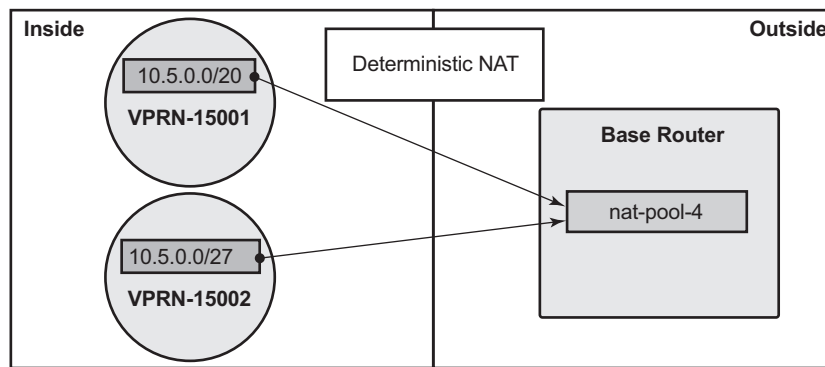 Inside
Outside
Deterministic NAT
10.5.0.0/20
VPRN-15001
Base Router
nat-pool-4
10.5.0.0/27
VPRN-15002